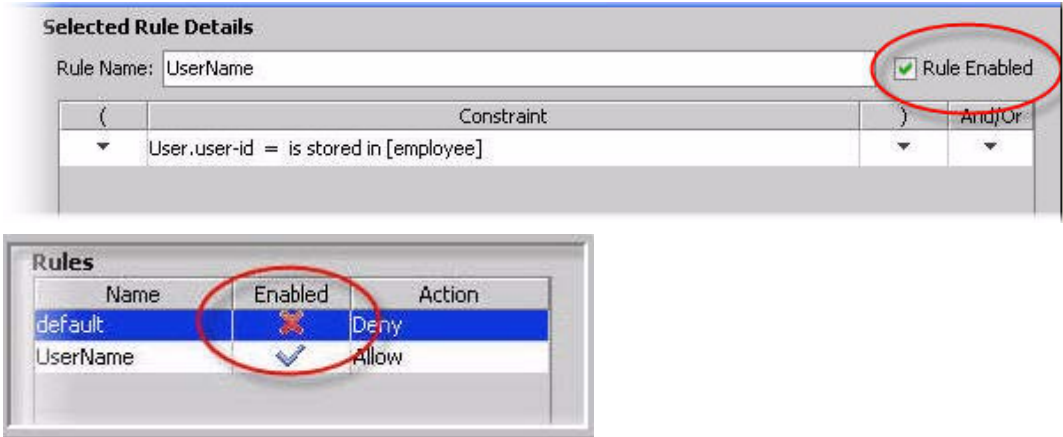 Selected Rule Details
Rule Name: UserName Rule Enabled
( Constraint ) And/Or
User.user-id = is stored in [employee]
Rules
Name Enabled Action
default Deny
UserName Allow